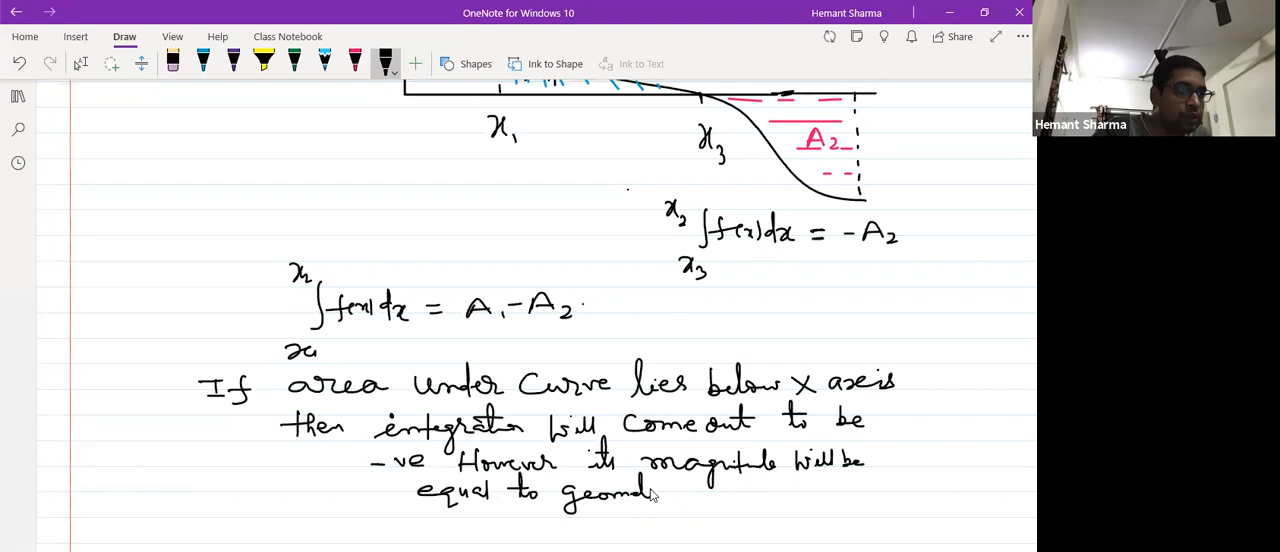 OneNote for Windows 10
Hemant Sharma
Home Insert Draw View Help Class Notebook
Share
Shapes
Ink to Shape
Ink to Text
Hemant Sharma
x₁
x₃
A₂
x₂
∫f(x)dx = -A₂
x₃
x₂
∫f(x)dx = A₁-A₂
x₁
If area under curve lies below X axis
then integration will come out to be
-ve However its magnitude will be
equal to geomet